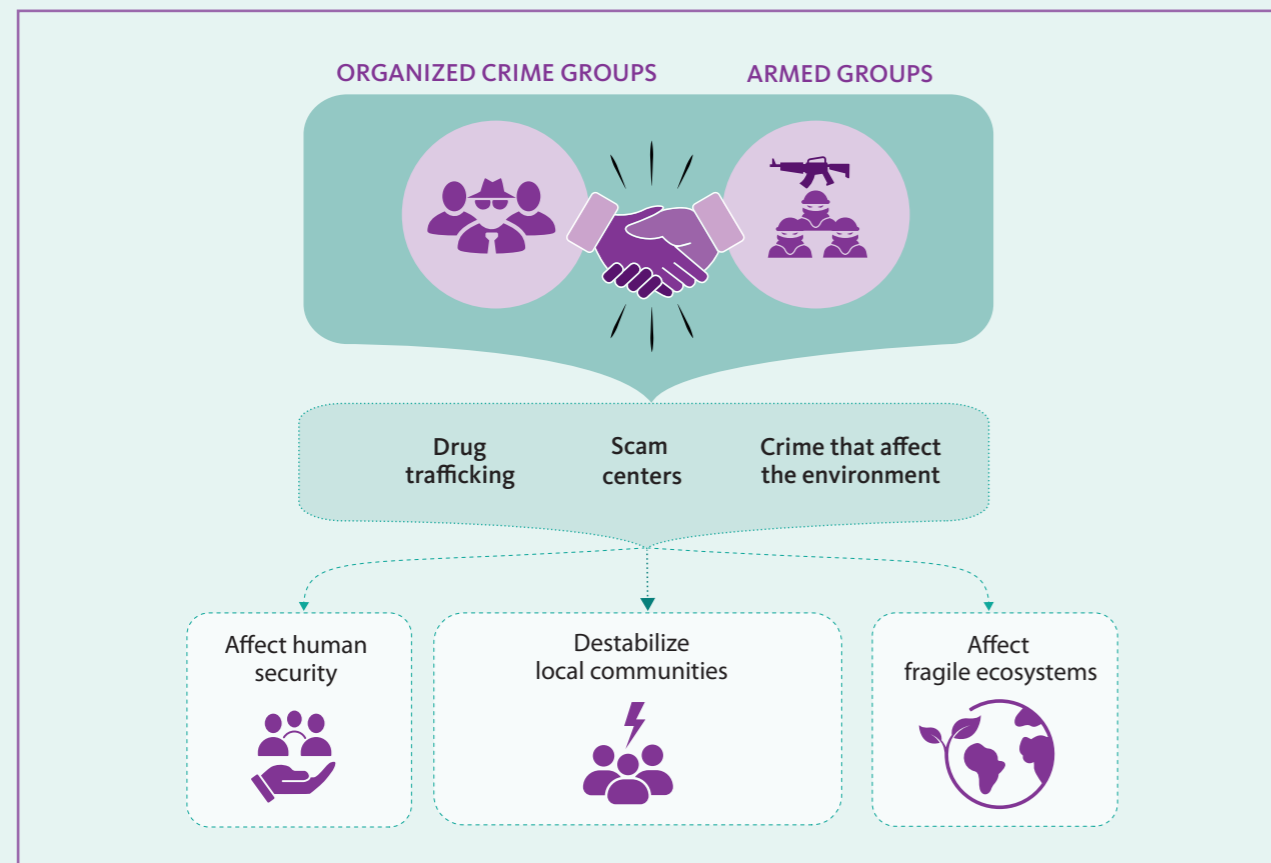 ORGANIZED CRIME GROUPS
ARMED GROUPS
Drug
trafficking
Scam
centers
Crime that affect
the environment
Affect human
security
Destabilize
local communities
Affect
fragile ecosystems